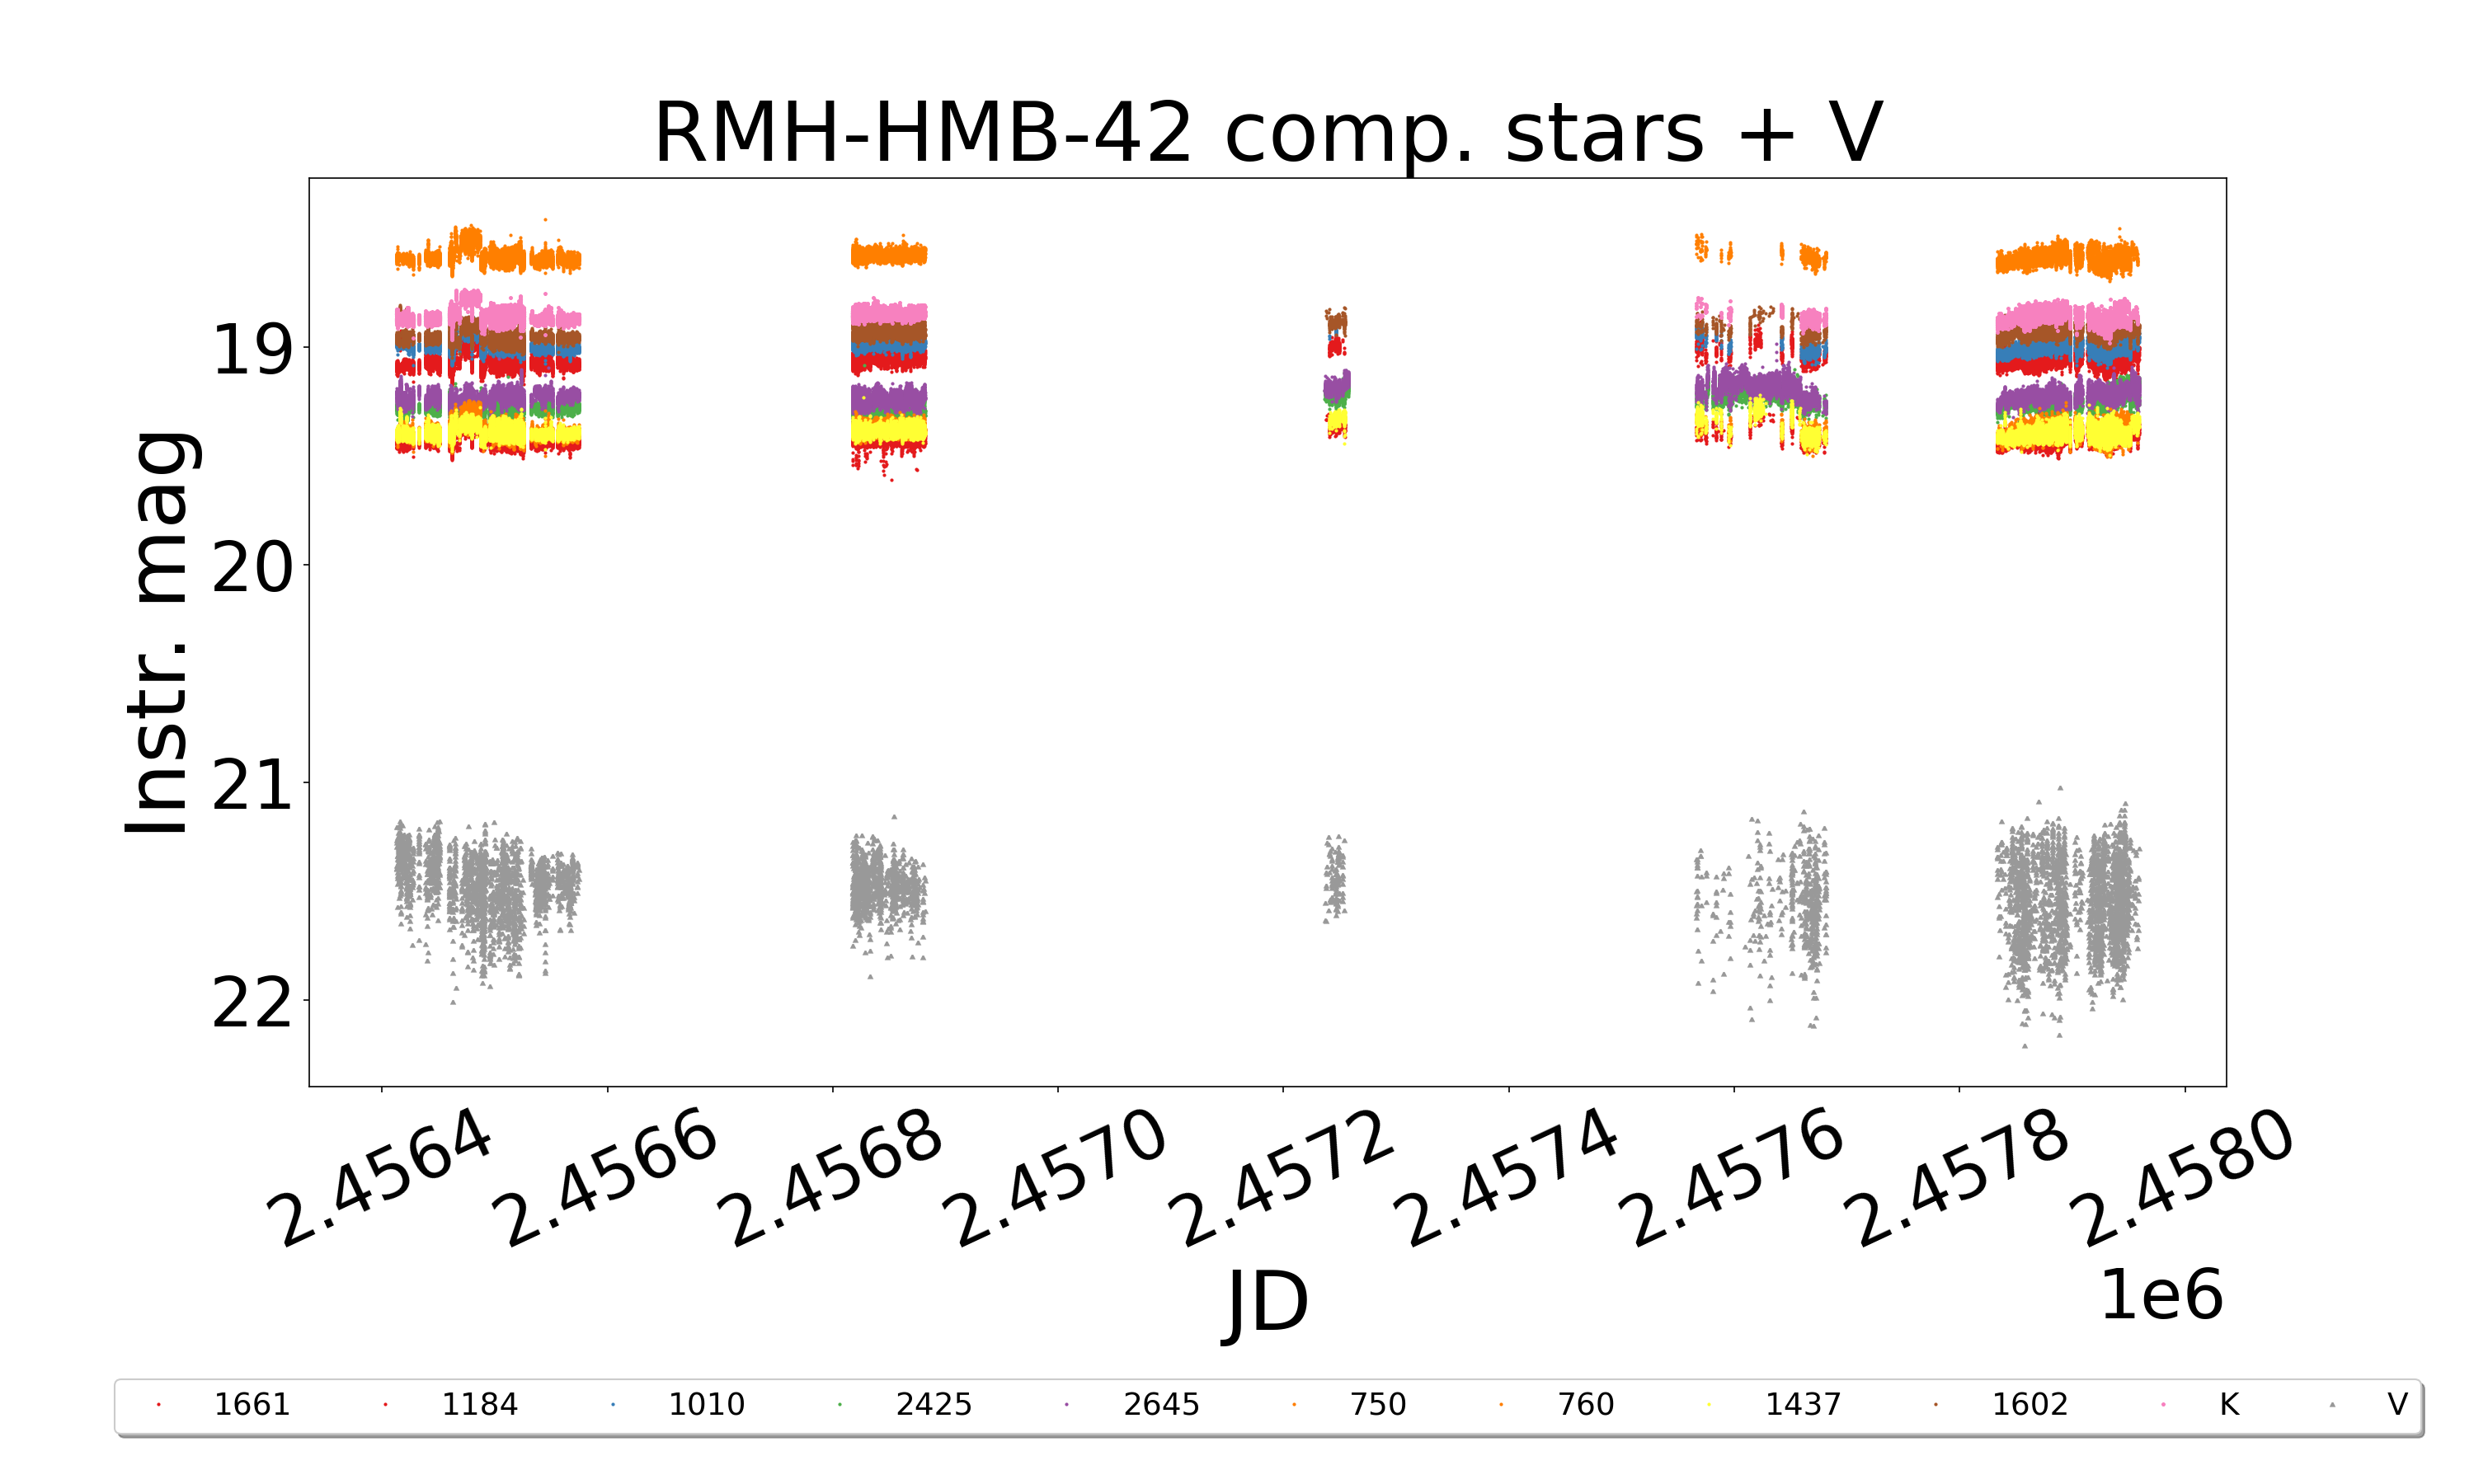 RMH-HMB-42 comp. stars + V
Instr. mag
19
20
21
22
2.4564 2.4566 2.4568 2.4570 2.4572 2.4574 2.4576 2.4578 2.4580
JD
1e6
1661 1184 1010 2425 2645 750 760 1437 1602 K V